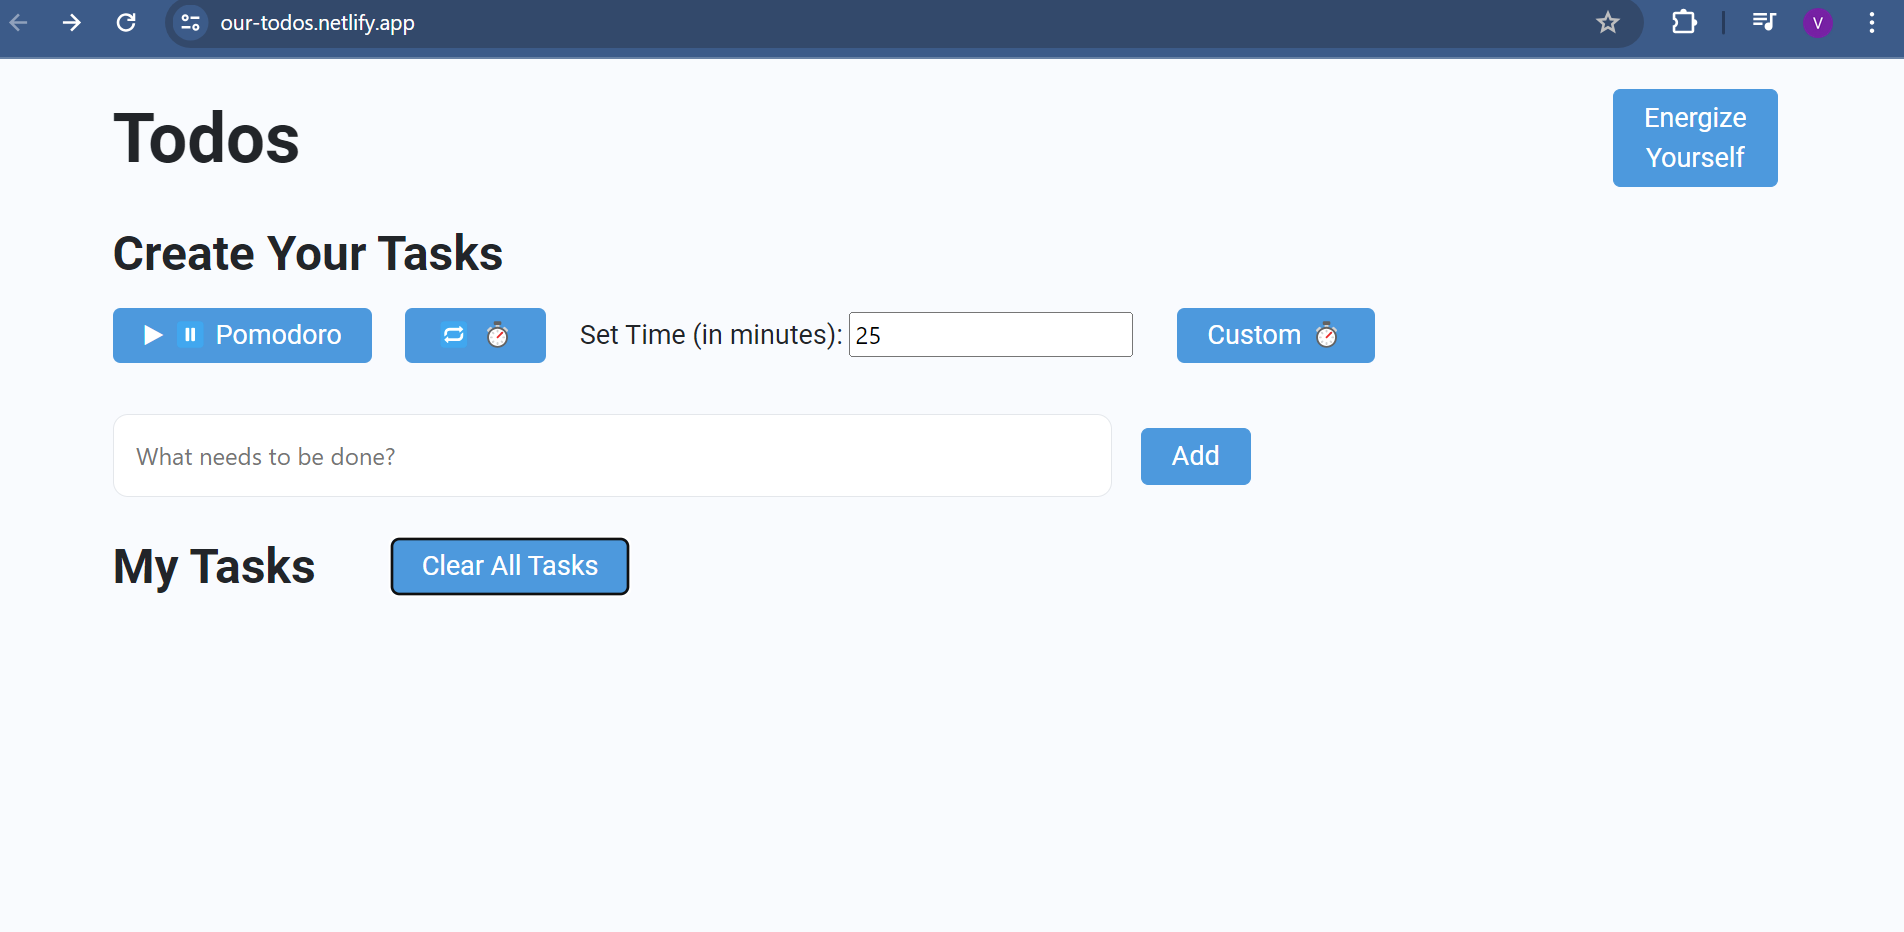 our-todos.netlify.app
V
Todos
Energize
Yourself
Create Your Tasks
Pomodoro
Set Time (in minutes): 25
Custom
What needs to be done?
Add
My Tasks
Clear All Tasks